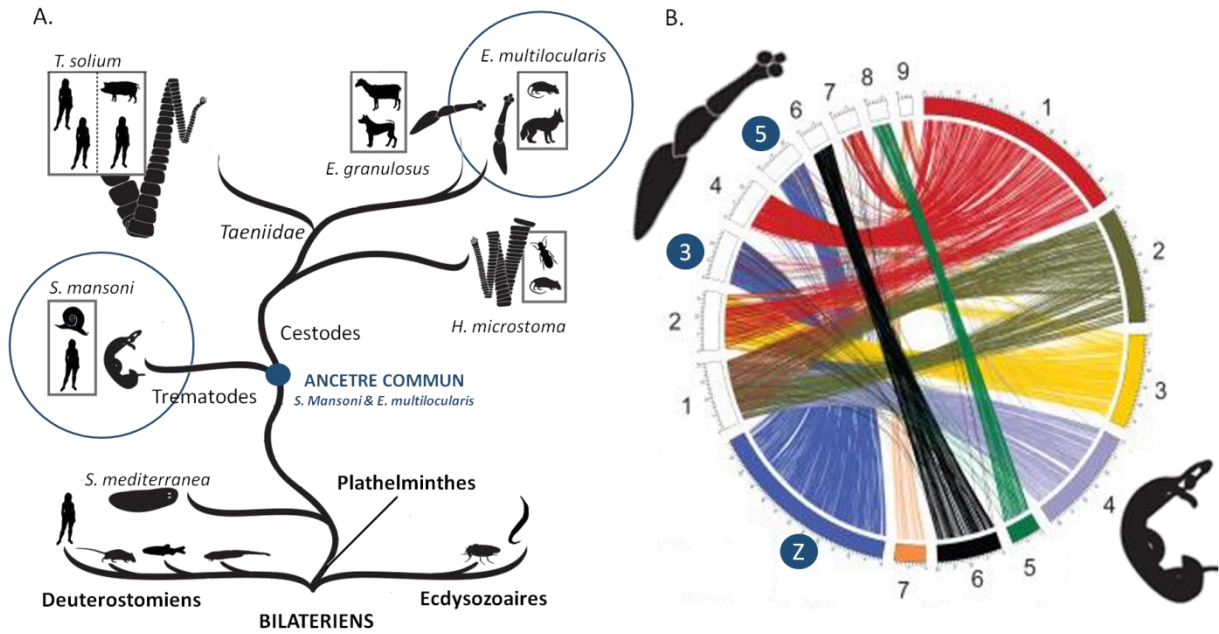 A.
T. solium
E. multilocularis
E. granulosus
Taeniidae
S. mansoni
H. microstoma
Cestodes
Trematodes
ANCETRE COMMUN
S. Mansoni & E. multilocularis
S. mediterranea
Plathelminthes
Deuterostomiens
Ecdysozoaires
BILATERIENS
B.
1
2
3
4
5
6
7
Z
1
2
3
4
5
6
7
8
9